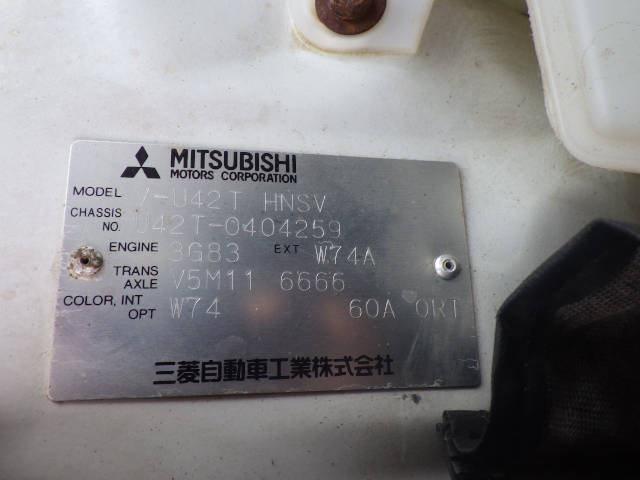 MITSUBISHI
MOTORS CORPORATION
MODEL V-U42T HNSV
CHASSIS NO. U42T-0404259
ENGINE 3G83 EXT W74A
TRANS AXLE V5M11 6666
COLOR, INT OPT W74 60A 0R1
三菱自動車工業株式会社